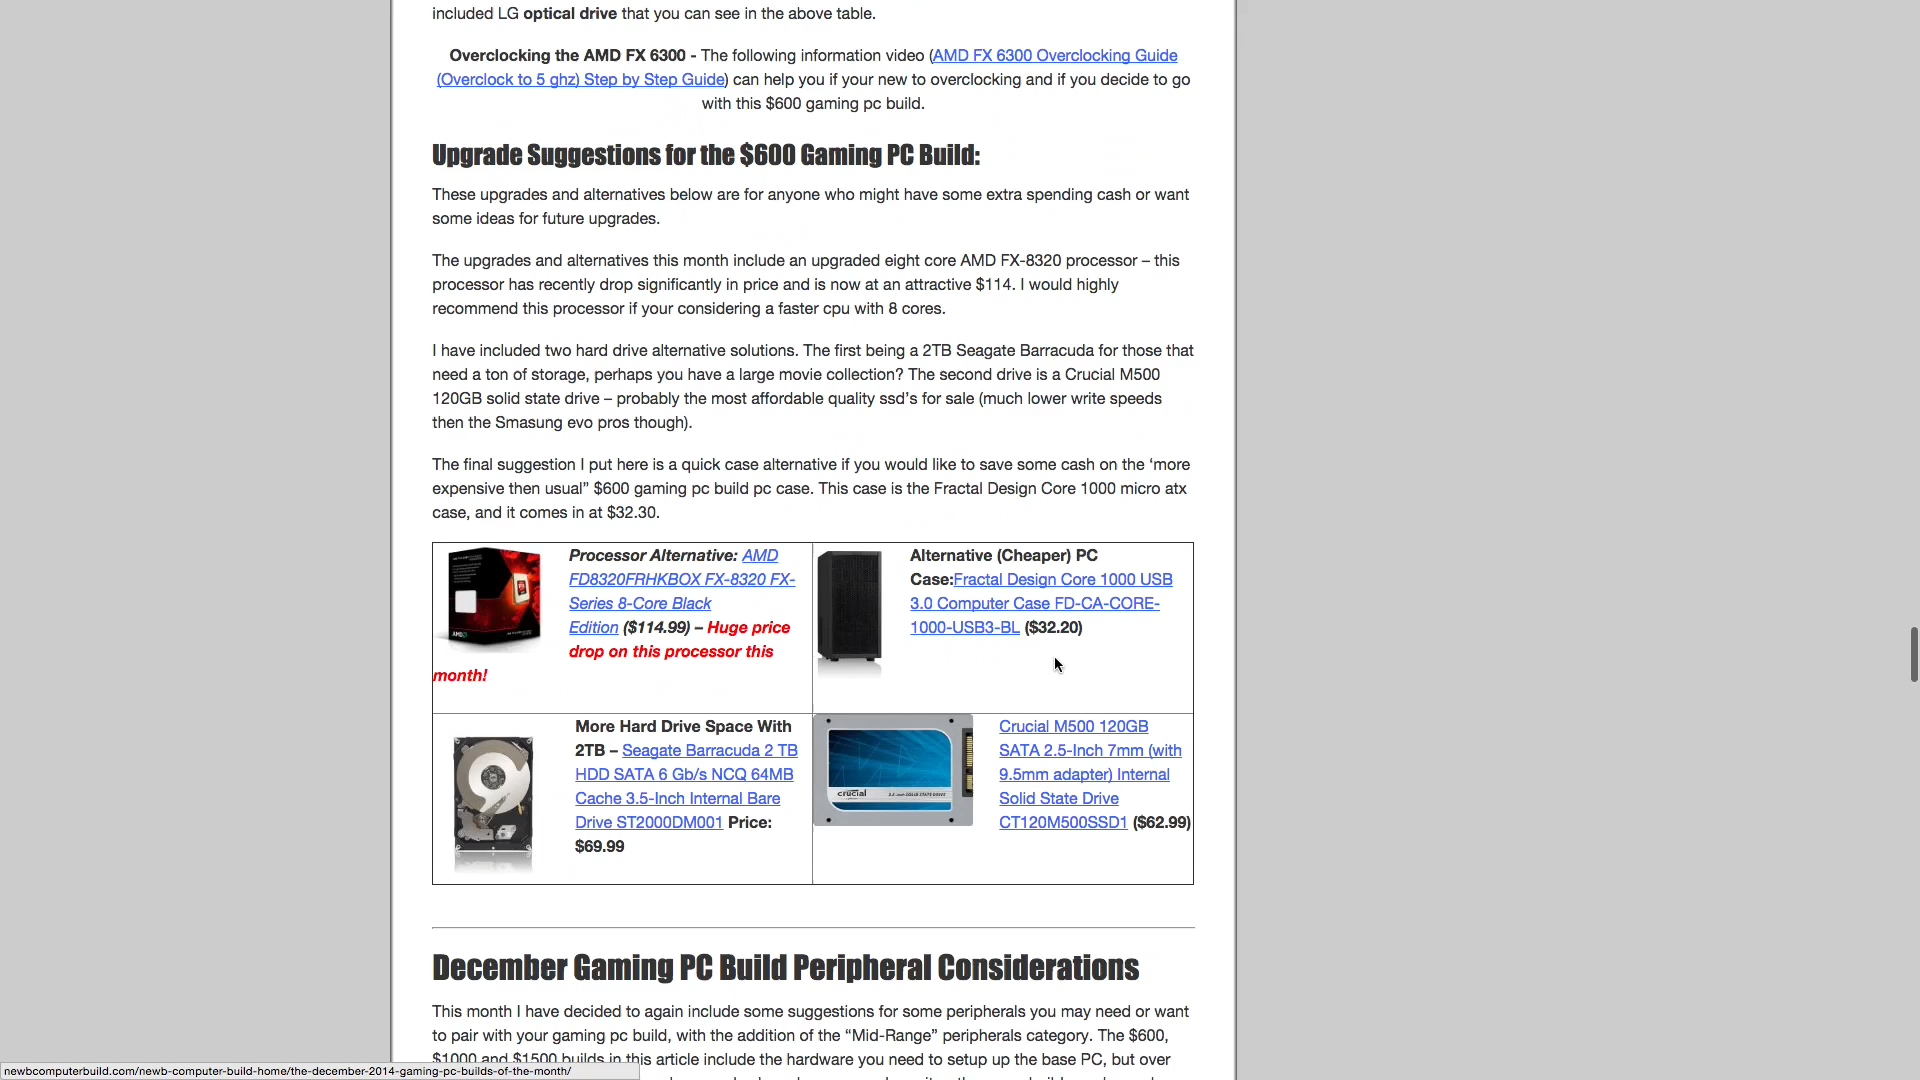 included LG optical drive that you can see in the above table.
Overclocking the AMD FX 6300 - The following information video (AMD FX 6300 Overclocking Guide
(Overclock to 5 ghz) Step by Step Guide) can help you if your new to overclocking and if you decide to go
with this $600 gaming pc build.
Upgrade Suggestions for the $600 Gaming PC Build:
These upgrades and alternatives below are for anyone who might have some extra spending cash or want
some ideas for future upgrades.
The upgrades and alternatives this month include an upgraded eight core AMD FX-8320 processor – this
processor has recently drop significantly in price and is now at an attractive $114. I would highly
recommend this processor if your considering a faster cpu with 8 cores.
I have included two hard drive alternative solutions. The first being a 2TB Seagate Barracuda for those that
need a ton of storage, perhaps you have a large movie collection? The second drive is a Crucial M500
120GB solid state drive – probably the most affordable quality ssd’s for sale (much lower write speeds
then the Smasung evo pros though).
The final suggestion I put here is a quick case alternative if you would like to save some cash on the ‘more
expensive then usual” $600 gaming pc build pc case. This case is the Fractal Design Core 1000 micro atx
case, and it comes in at $32.30.
Processor Alternative: AMD
FD8320FRHKBOX FX-8320 FX-
Series 8-Core Black
Edition ($114.99) – Huge price
drop on this processor this
month!
Alternative (Cheaper) PC
Case:Fractal Design Core 1000 USB
3.0 Computer Case FD-CA-CORE-
1000-USB3-BL ($32.20)
More Hard Drive Space With
2TB – Seagate Barracuda 2 TB
HDD SATA 6 Gb/s NCQ 64MB
Cache 3.5-Inch Internal Bare
Drive ST2000DM001 Price:
$69.99
crucial
Crucial M500 120GB
SATA 2.5-Inch 7mm (with
9.5mm adapter) Internal
Solid State Drive
CT120M500SSD1 ($62.99)
December Gaming PC Build Peripheral Considerations
This month I have decided to again include some suggestions for some peripherals you may need or want
to pair with your gaming pc build, with the addition of the “Mid-Range” peripherals category. The $600,
$1000 and $1500 builds in this article include the hardware you need to setup up the base PC, but over
newbcomputerbuild.com/newb-computer-build-home/the-december-2014-gaming-pc-builds-of-the-month/